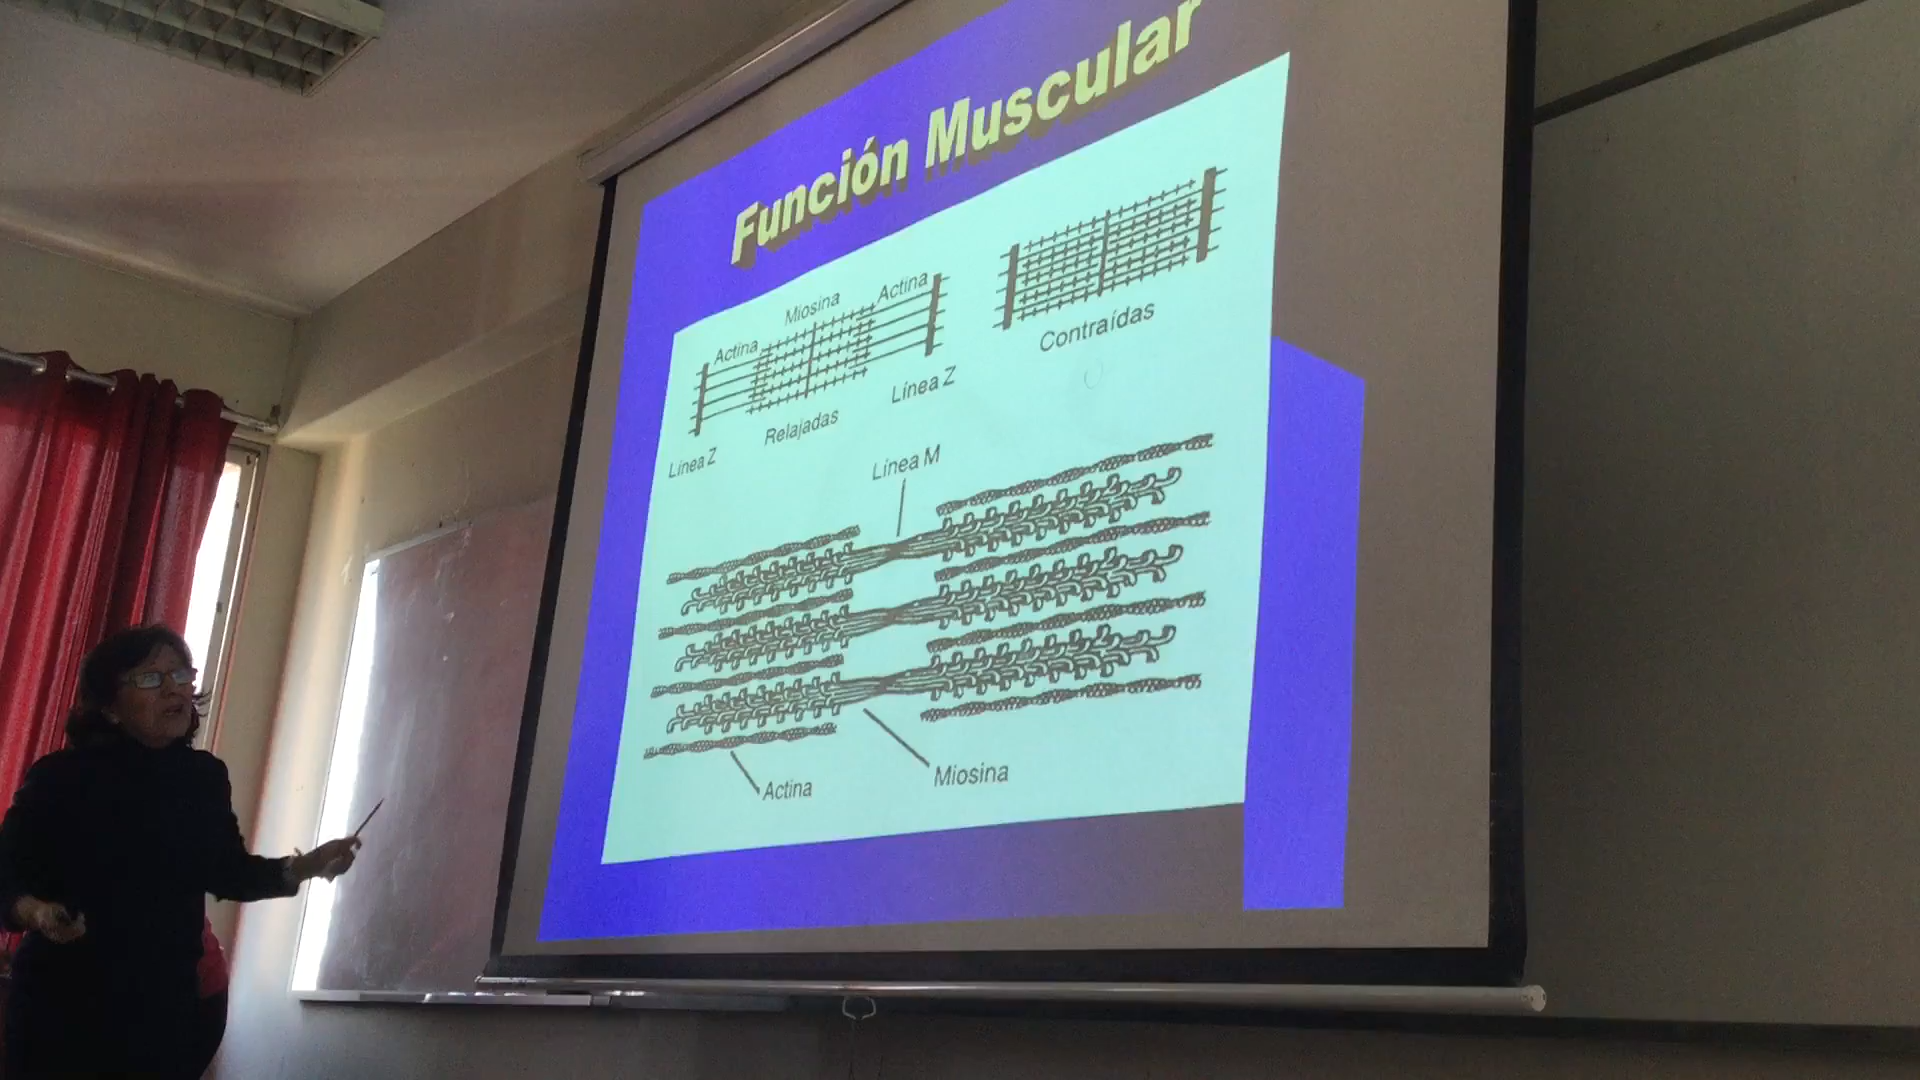 Función Muscular
Actina
Miosina
Actina
Línea Z
Relajadas
Línea Z
Contraídas
Línea M
Actina
Miosina